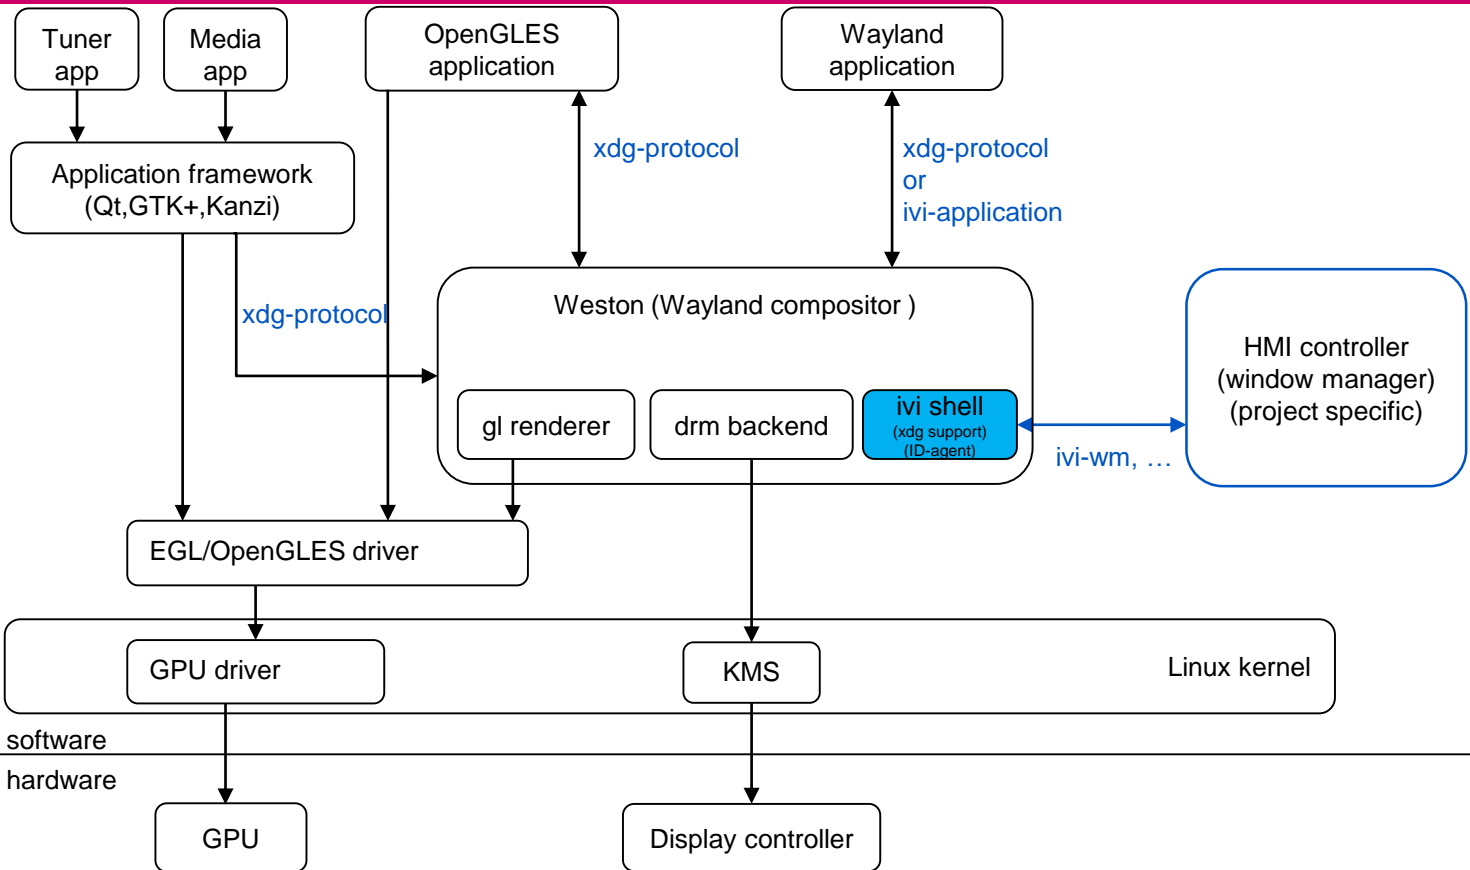 Tuner
app
Media
app
OpenGLES
application
Wayland
application
xdg-protocol
xdg-protocol
or
ivi-application
Application framework
(Qt,GTK+,Kanzi)
xdg-protocol
Weston (Wayland compositor )
gl renderer
drm backend
ivi shell
(xdg support)
(ID-agent)
ivi-wm, …
HMI controller
(window manager)
(project specific)
EGL/OpenGLES driver
GPU driver
KMS
Linux kernel
software
hardware
GPU
Display controller